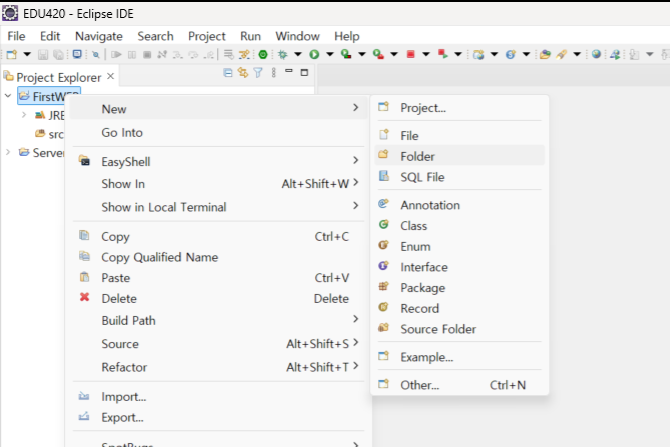 EDU420 - Eclipse IDE
File Edit Navigate Search Project Run Window Help
Project Explorer
FirstWEB
JRE
src
Server
New
Go Into
EasyShell
Show In Alt+Shift+W
Show in Local Terminal
Copy Ctrl+C
Copy Qualified Name
Paste Ctrl+V
Delete Delete
Build Path
Source Alt+Shift+S
Refactor Alt+Shift+T
Import...
Export...
SpotBugs
Project...
File
Folder
SQL File
Annotation
Class
Enum
Interface
Package
Record
Source Folder
Example...
Other... Ctrl+N